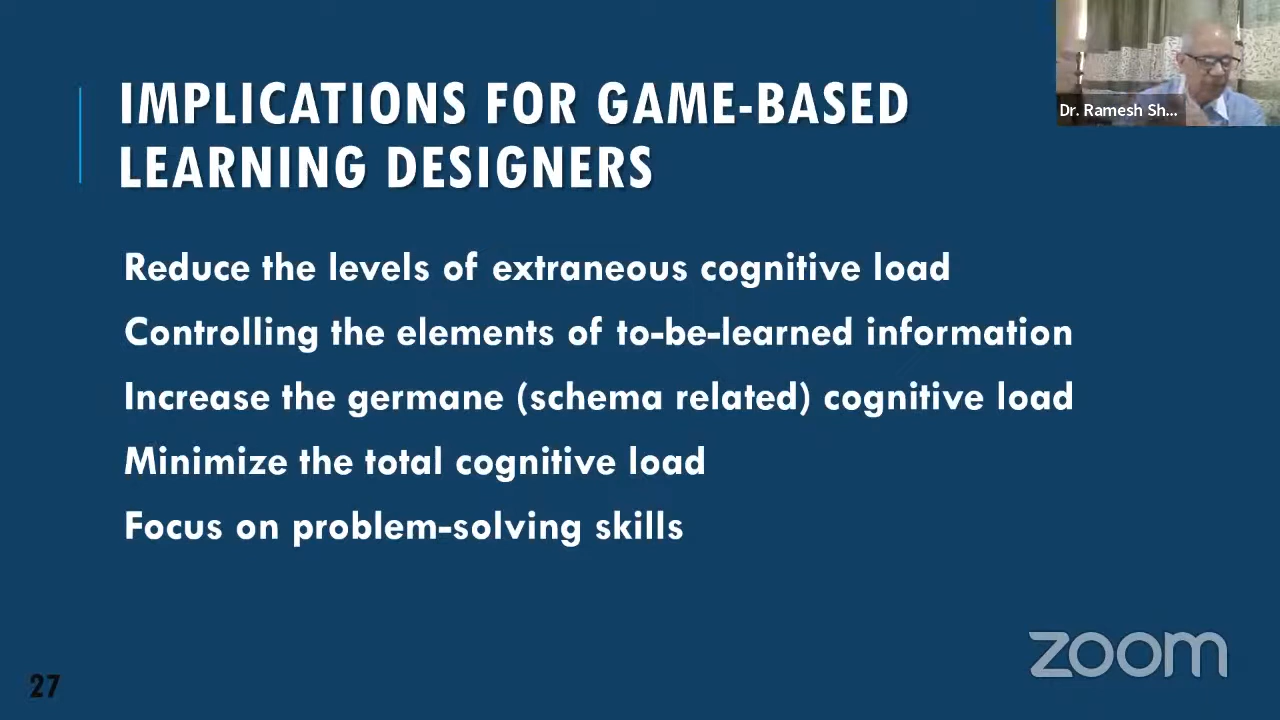 IMPLICATIONS FOR GAME-BASED
LEARNING DESIGNERS
Dr. Ramesh Sh...
Reduce the levels of extraneous cognitive load
Controlling the elements of to-be-learned information
Increase the germane (schema related) cognitive load
Minimize the total cognitive load
Focus on problem-solving skills
zoom
27